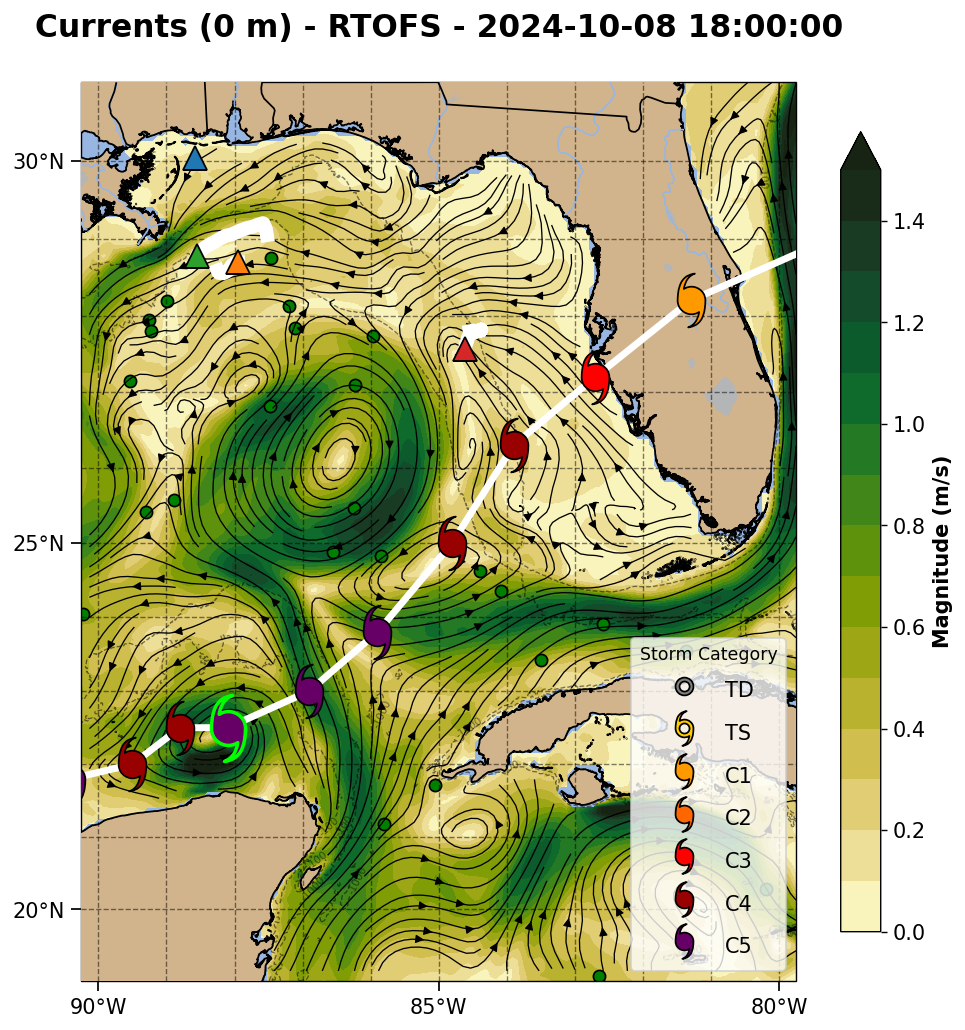 Currents (0 m) - RTOFS - 2024-10-08 18:00:00
30°N
25°N
20°N
90°W
85°W
80°W
Storm Category
TD
TS
C1
C2
C3
C4
C5
1.4
1.2
1.0
0.8
0.6
0.4
0.2
0.0
Magnitude (m/s)